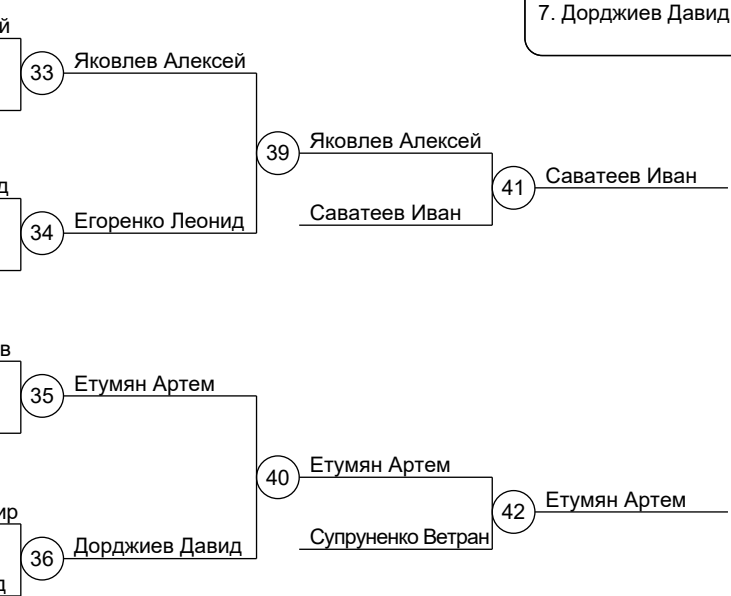 7. Дорджиев Давид
й
33 Яковлев Алексей
39 Яковлев Алексей
41 Саватеев Иван
д
34 Егоренко Леонид
Саватеев Иван
в
35 Етумян Артем
40 Етумян Артем
42 Етумян Артем
ир
36 Дорджиев Давид
Супруненко Ветран
д